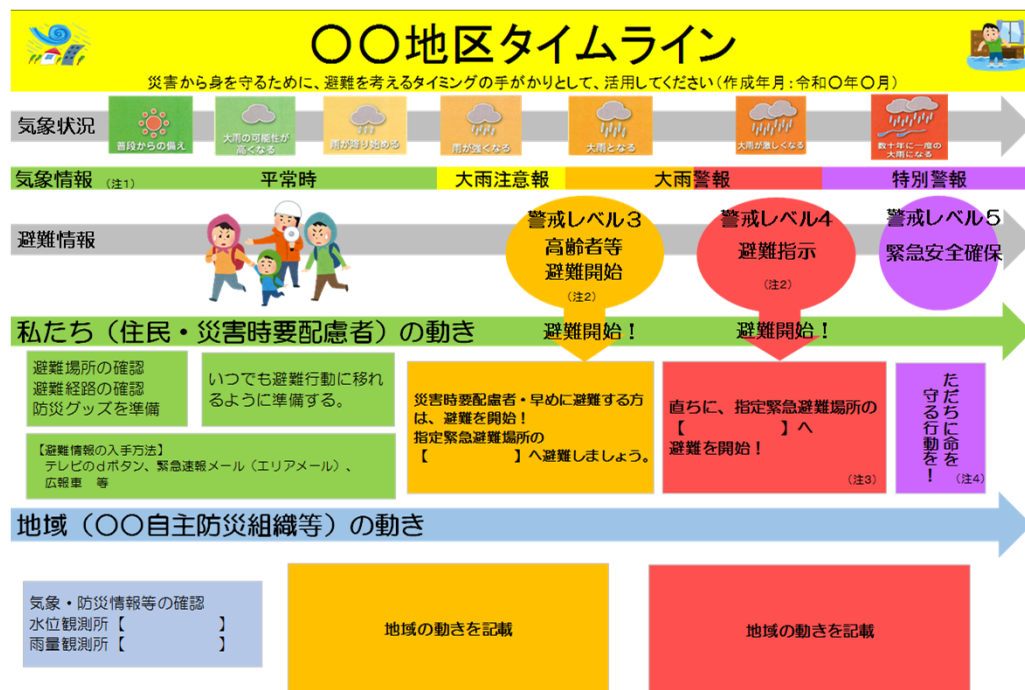 〇〇地区タイムライン
災害から身を守るために、避難を考えるタイミングの手がかりとして、活用してください(作成年月:令和〇年〇月)
気象状況
普段からの備え
大雨の可能性が
高くなる
雨が降り始める
雨が強くなる
大雨となる
大雨が激しくなる
数十年に一度の
大雨になる
気象情報 (注1)
平常時
大雨注意報
大雨警報
特別警報
避難情報
警戒レベル3
高齢者等
避難開始
(注2)
警戒レベル4
避難指示
(注2)
警戒レベル5
緊急安全確保
私たち(住民・災害時要配慮者)の動き
避難開始!
避難開始!
避難場所の確認
避難経路の確認
防災グッズを準備
いつでも避難行動に移れ
るように準備する。
【避難情報の入手方法】
テレビのdボタン、緊急速報メール(エリアメール)、
広報車 等
災害時要配慮者・早めに避難する方
は、避難を開始!
指定緊急避難場所の
【 】へ避難しましょう。
直ちに、指定緊急避難場所の
【 】へ
避難を開始!
(注3)
ただちに命を
守る行動を!
(注4)
地域(〇〇自主防災組織等)の動き
気象・防災情報等の確認
水位観測所【 】
雨量観測所【 】
地域の動きを記載
地域の動きを記載